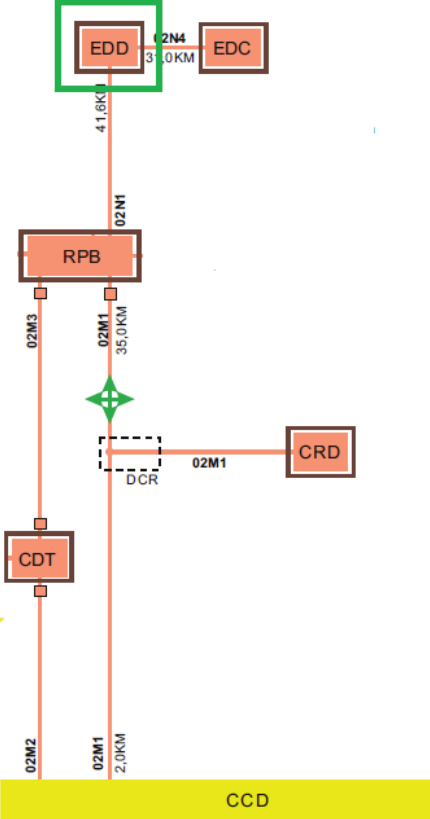 EDD
02N4
31,0KM
EDC
41,6KM
02N1
RPB
02M3
02M1
35,0KM
02M1
CRD
DCR
CDT
02M2
02M1
2,0KM
CCD